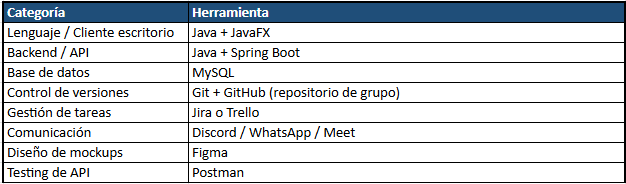 Categoría Herramienta
Lenguaje / Cliente escritorio Java + JavaFX
Backend / API Java + Spring Boot
Base de datos MySQL
Control de versiones Git + GitHub (repositorio de grupo)
Gestión de tareas Jira o Trello
Comunicación Discord / WhatsApp / Meet
Diseño de mockups Figma
Testing de API Postman